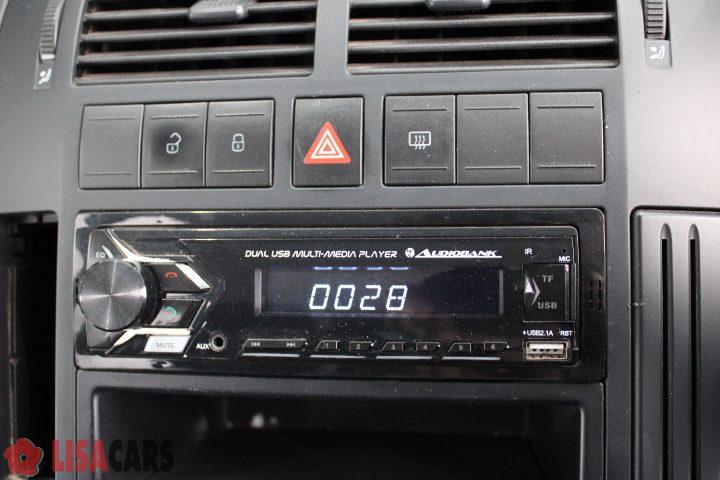 DUAL USB MULTI-MEDIA PLAYER AUDIOBANK
IR
MIC
EQ
TF
USB
0028
+USB2.1A RST
MUTE
AUX
1 2 3 4 5 6
LISACARS